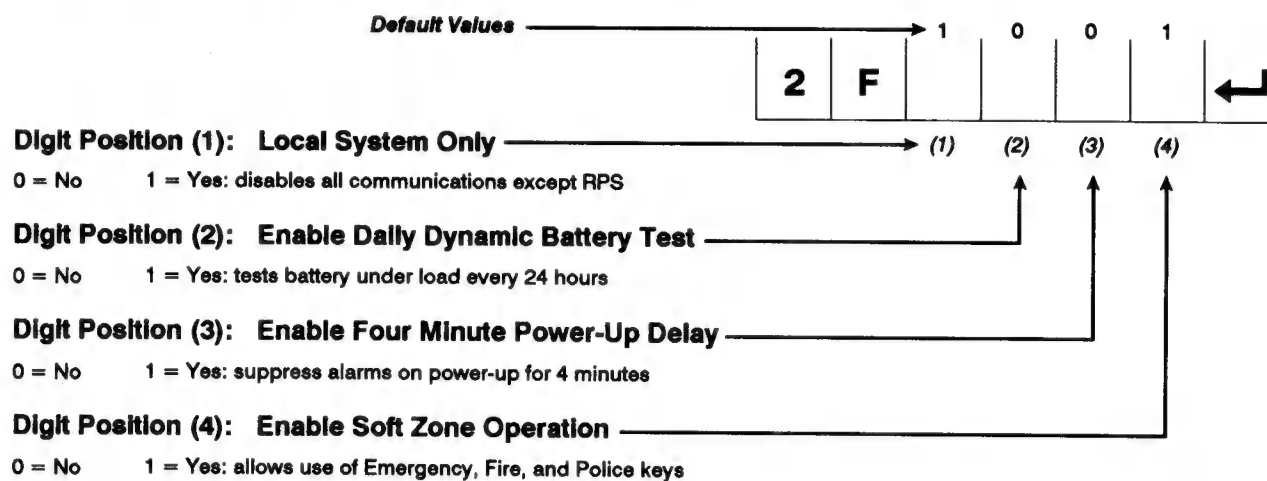 Default Values 1 0 0 1
2 F
Digit Position (1): Local System Only (1) (2) (3) (4)
0 = No 1 = Yes: disables all communications except RPS
Digit Position (2): Enable Daily Dynamic Battery Test
0 = No 1 = Yes: tests battery under load every 24 hours
Digit Position (3): Enable Four Minute Power-Up Delay
0 = No 1 = Yes: suppress alarms on power-up for 4 minutes
Digit Position (4): Enable Soft Zone Operation
0 = No 1 = Yes: allows use of Emergency, Fire, and Police keys